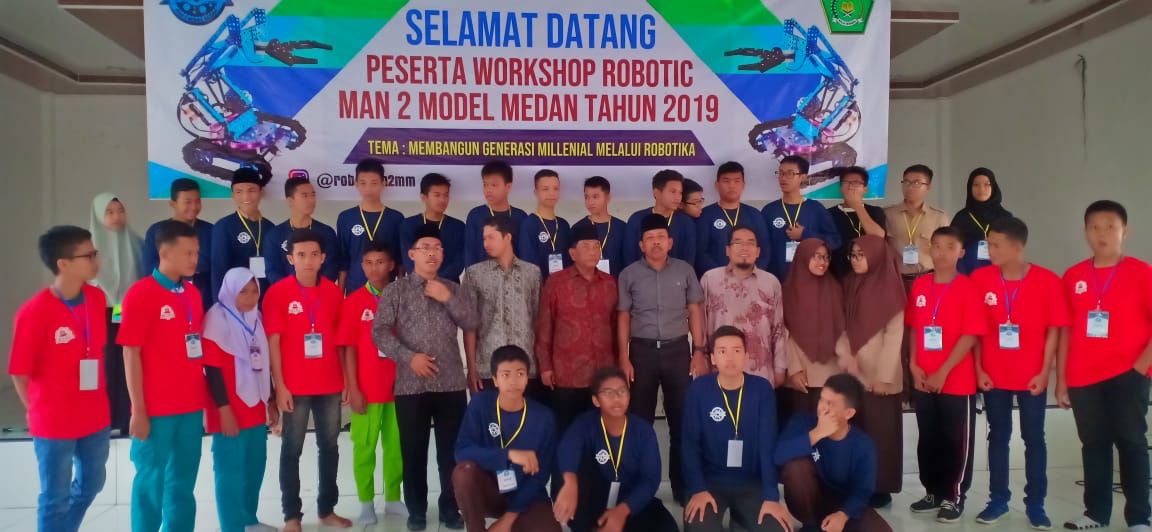 SELAMAT DATANG
PESERTA WORKSHOP ROBOTIC
MAN 2 MODEL MEDAN TAHUN 2019
TEMA : MEMBANGUN GENERASI MILLENIAL MELALUI ROBOTIKA